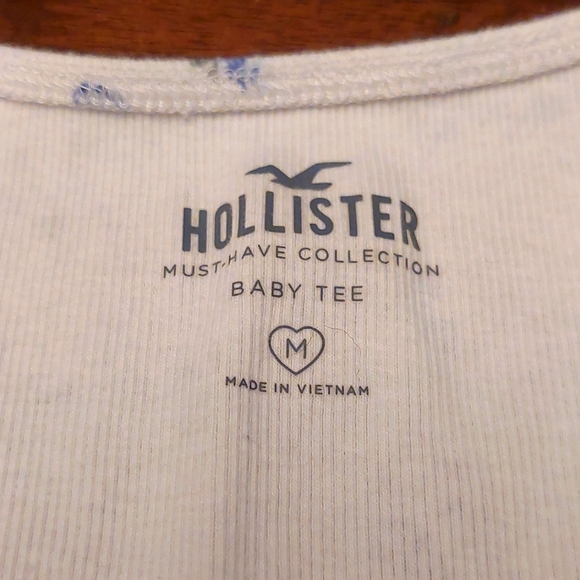 HOLLISTER
MUST-HAVE COLLECTION
BABY TEE
M
MADE IN VIETNAM